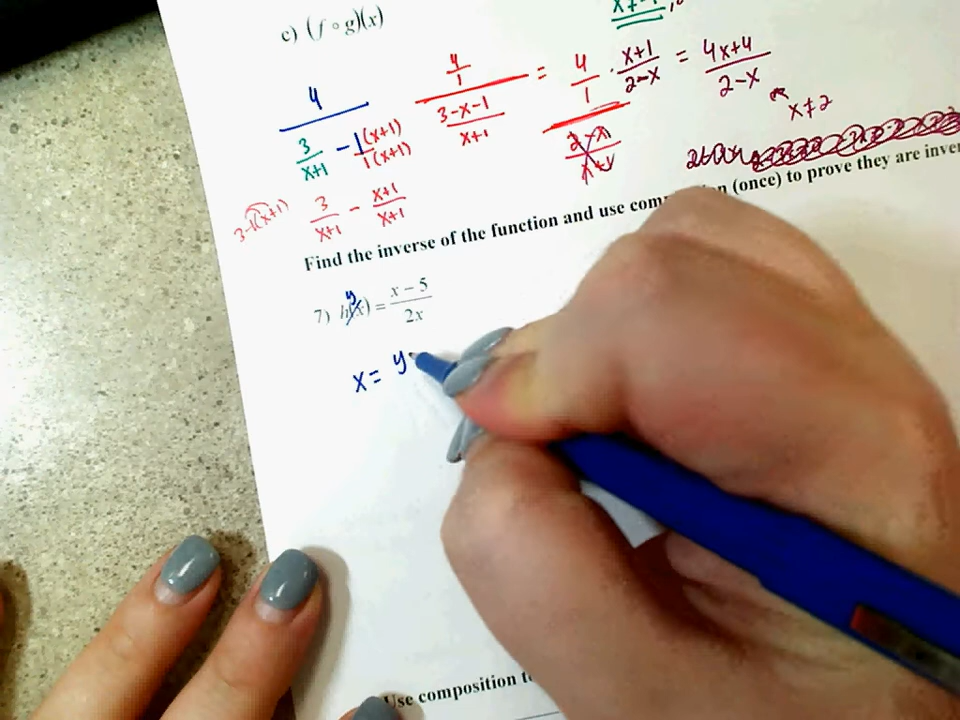 c) (f ∘ g)(x)
4 / (3/(x+1) - 1(x+1)/1(x+1))
(4/1) / ((3-x-1)/(x+1)) = 4/1 · (x+1)/(2-x) = (4x+4)/(2-x)
x≠2
3-1(x+1) 3/(x+1) - (x+1)/(x+1)
Find the inverse of the function and use (once) to prove they are
7) h(x) = (x-5)/2x
y
x = y
Use composition